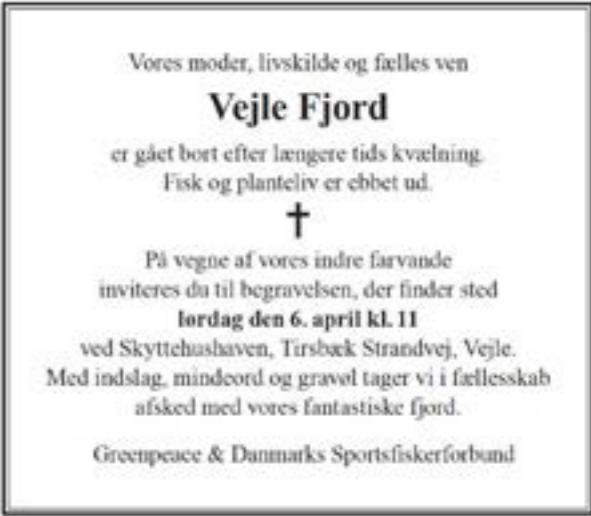 Vores moder, livskilde og fælles ven
Vejle Fjord
er gået bort efter længere tids kvælning.
Fisk og planteliv er ebbet ud.
På vegne af vores indre farvande
inviteres du til begravelsen, der finder sted
lørdag den 6. april kl. 11
ved Skyttehushaven, Tirsbæk Strandvej, Vejle.
Med indslag, mindeord og gravøl tager vi i fællesskab
afsked med vores fantastiske fjord.
Greenpeace & Danmarks Sportsfiskerforbund